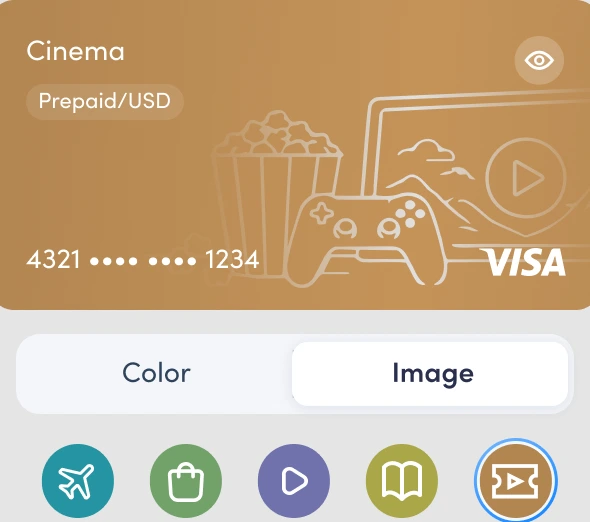 Cinema
Prepaid/USD
4321 •••• •••• 1234
VISA
Color
Image